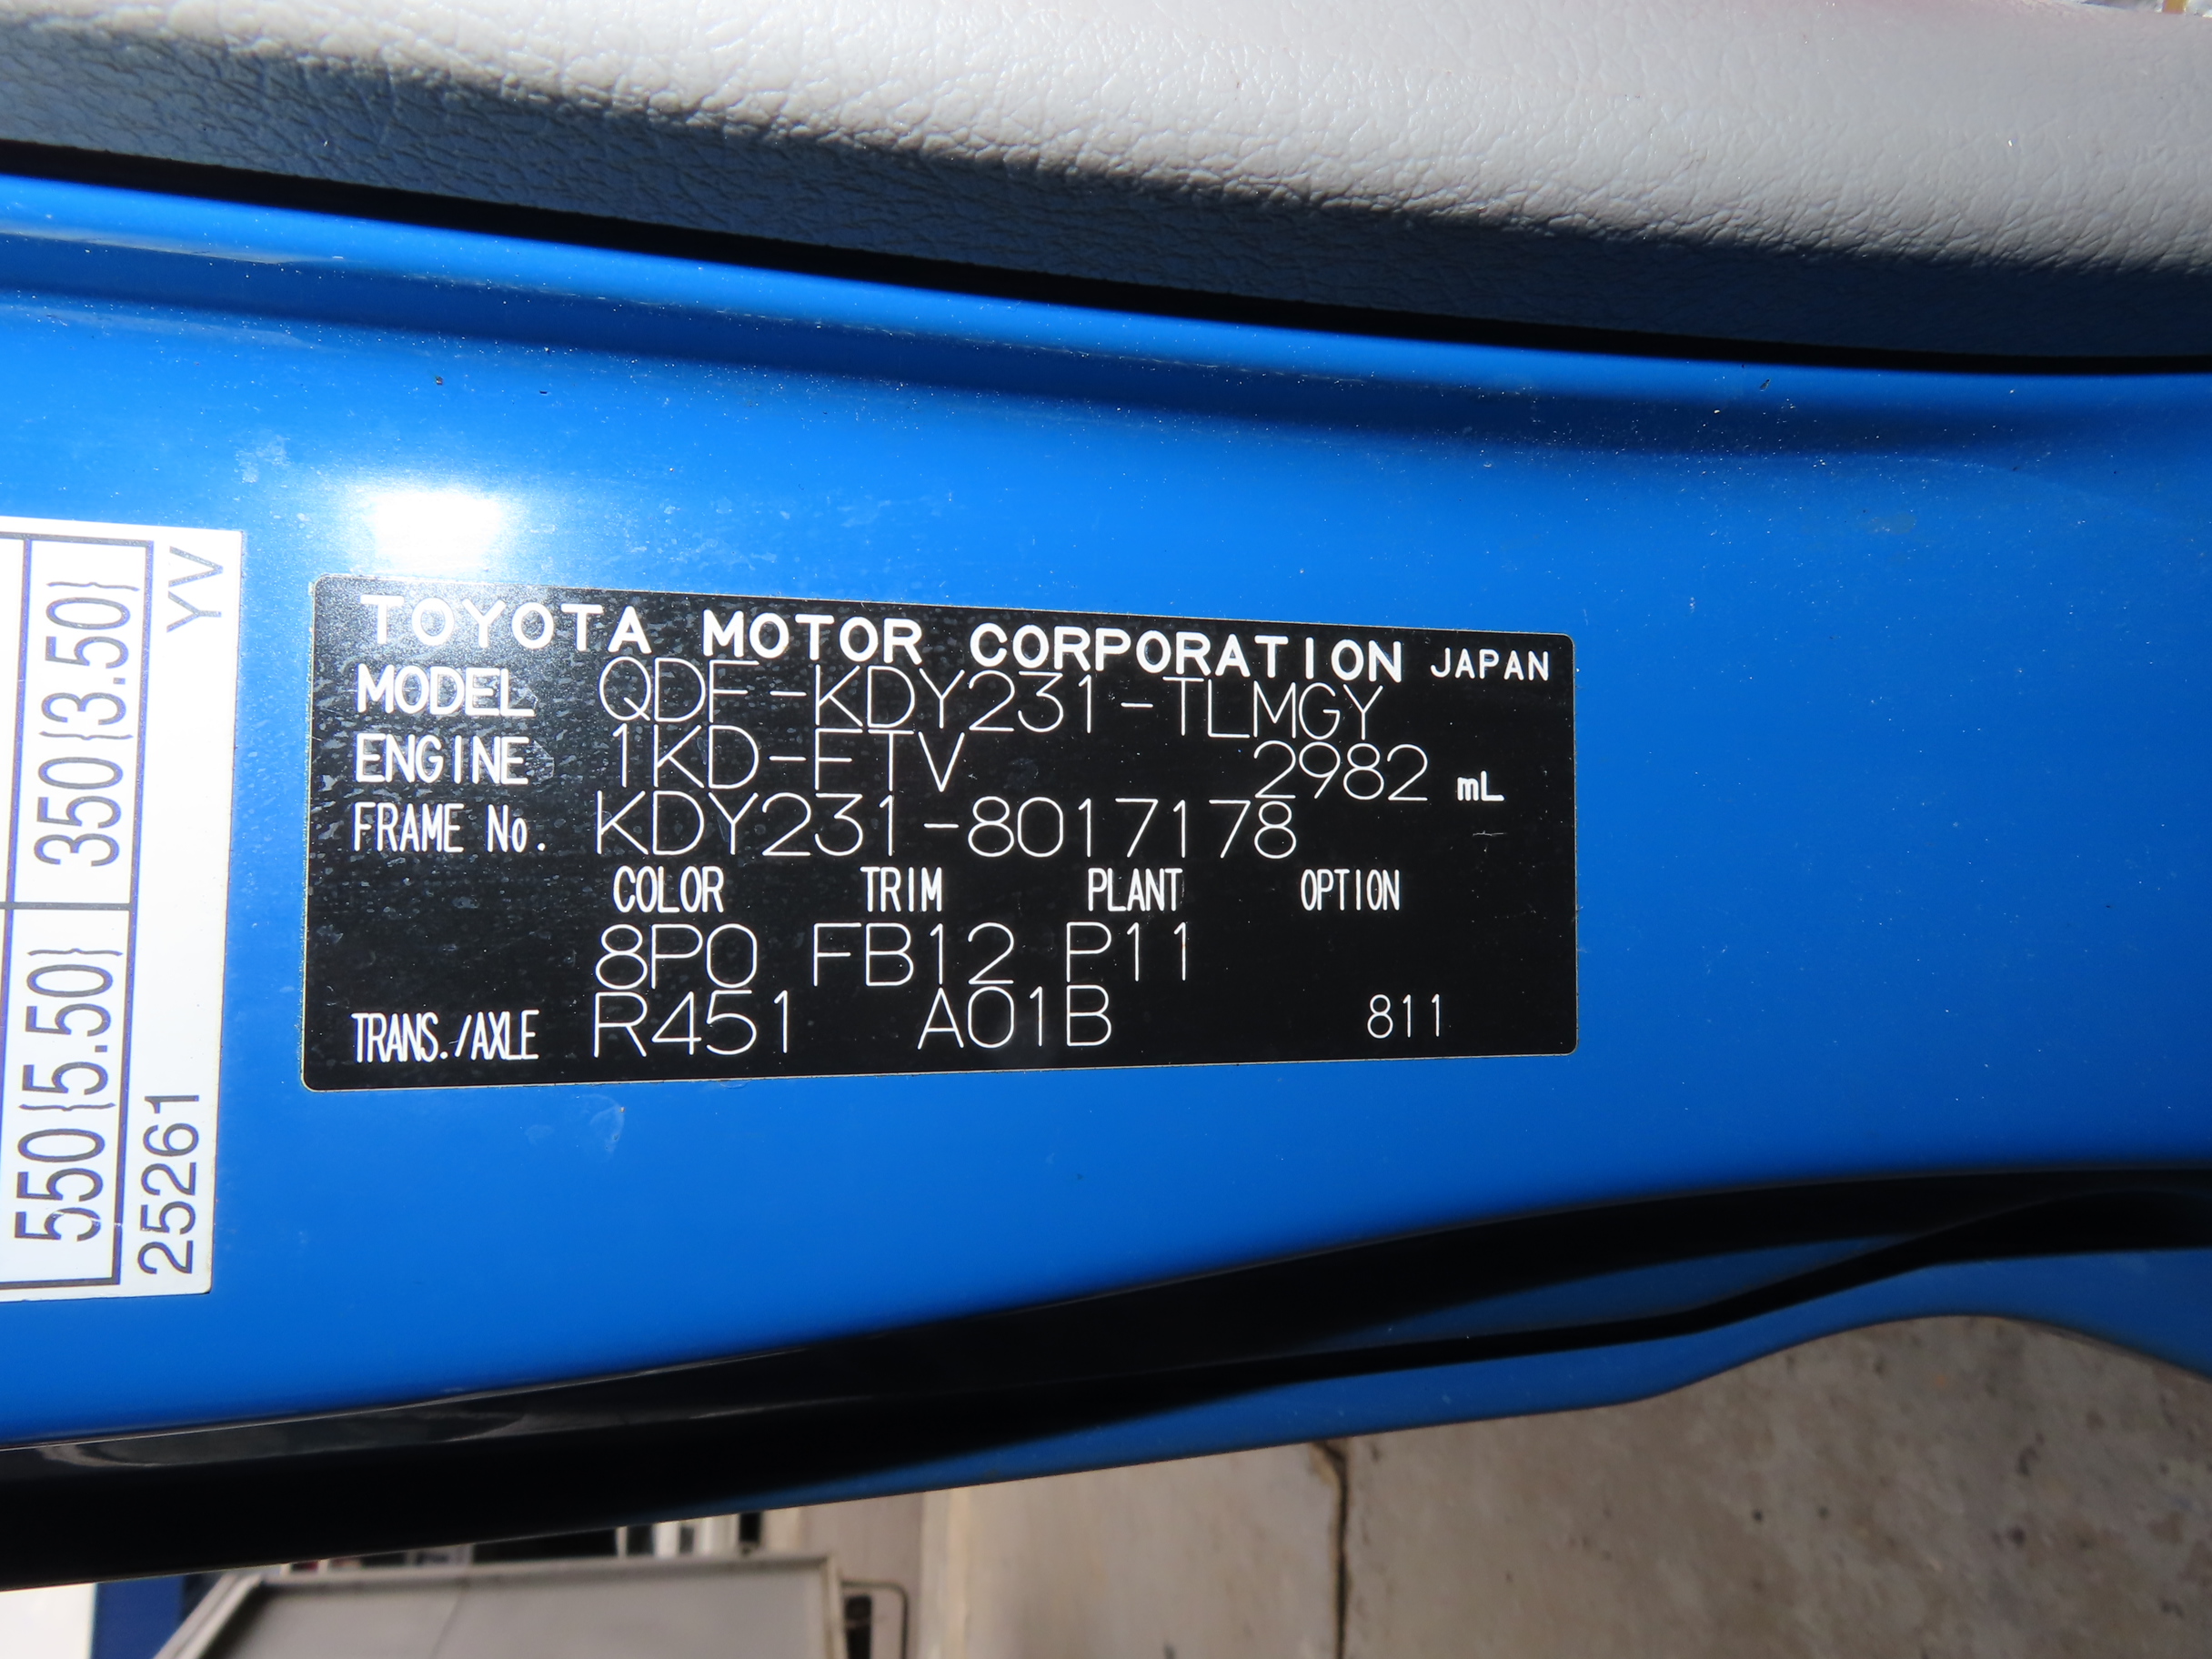 TOYOTA MOTOR CORPORATION JAPAN
MODEL QDF-KDY231-TLMGY
ENGINE 1KD-FTV 2982 mL
FRAME No. KDY231-8017178
COLOR TRIM PLANT OPTION
8P0 FB12 P11
TRANS./AXLE R451 A01B 811
550{5.50} 350{3.50}
25261 YV